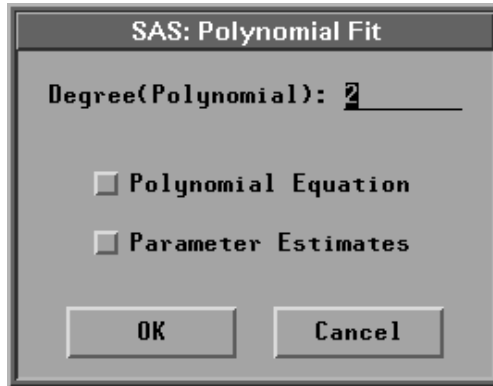 SAS: Polynomial Fit
Degree(Polynomial): 2
Polynomial Equation
Parameter Estimates
OK Cancel